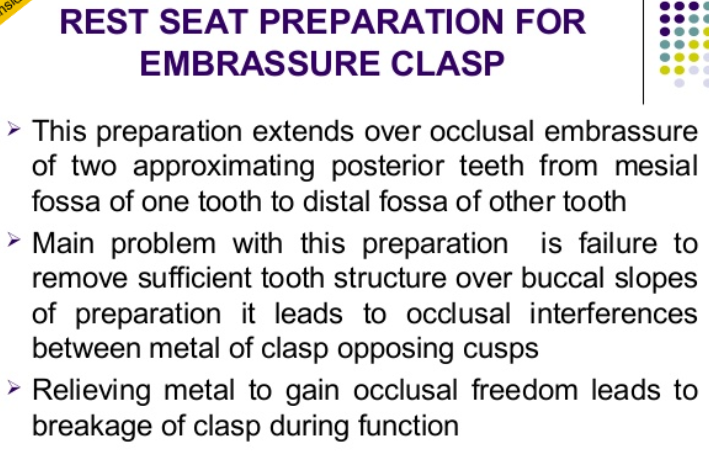 REST SEAT PREPARATION FOR
EMBRASSURE CLASP
This preparation extends over occlusal embrassure
of two approximating posterior teeth from mesial
fossa of one tooth to distal fossa of other tooth
Main problem with this preparation is failure to
remove sufficient tooth structure over buccal slopes
of preparation it leads to occlusal interferences
between metal of clasp opposing cusps
Relieving metal to gain occlusal freedom leads to
breakage of clasp during function